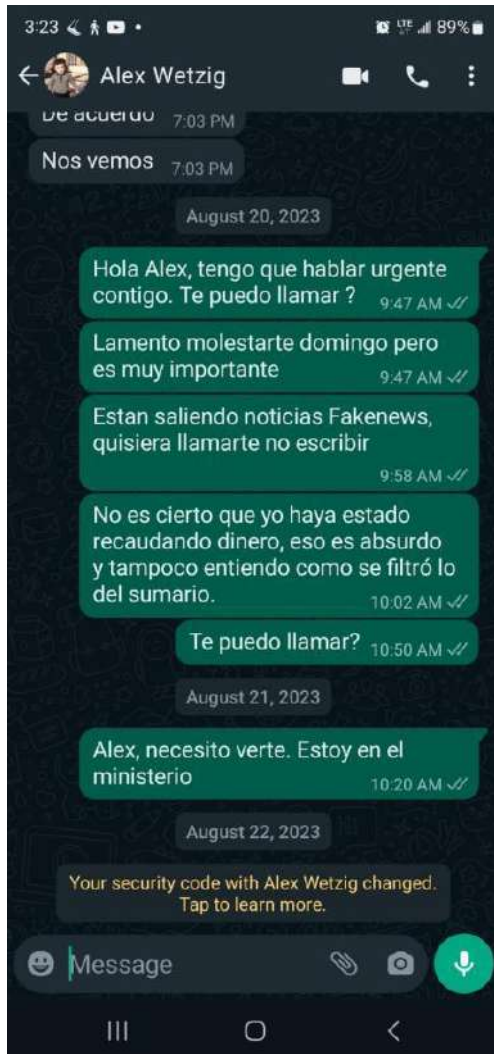 3:23
LTE 89%
Alex Wetzig
De acuerdo 7:03 PM
Nos vemos 7:03 PM
August 20, 2023
Hola Alex, tengo que hablar urgente
contigo. Te puedo llamar ? 9:47 AM
Lamento molestarte domingo pero
es muy importante 9:47 AM
Estan saliendo noticias Fakenews,
quisiera llamarte no escribir
9:58 AM
No es cierto que yo haya estado
recaudando dinero, eso es absurdo
y tampoco entiendo como se filtró lo
del sumario. 10:02 AM
Te puedo llamar? 10:50 AM
August 21, 2023
Alex, necesito verte. Estoy en el
ministerio 10:20 AM
August 22, 2023
Your security code with Alex Wetzig changed.
Tap to learn more.
Message